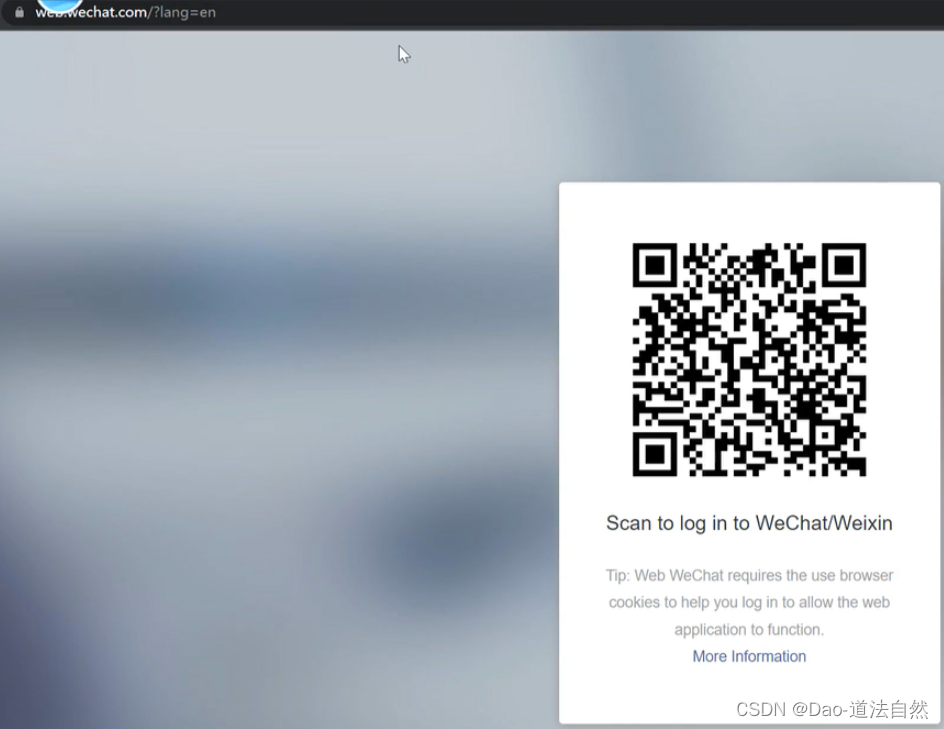 web.wechat.com/?lang=en
Scan to log in to WeChat/Weixin
Tip: Web WeChat requires the use browser
cookies to help you log in to allow the web
application to function.
More Information
CSDN @Dao-道法自然